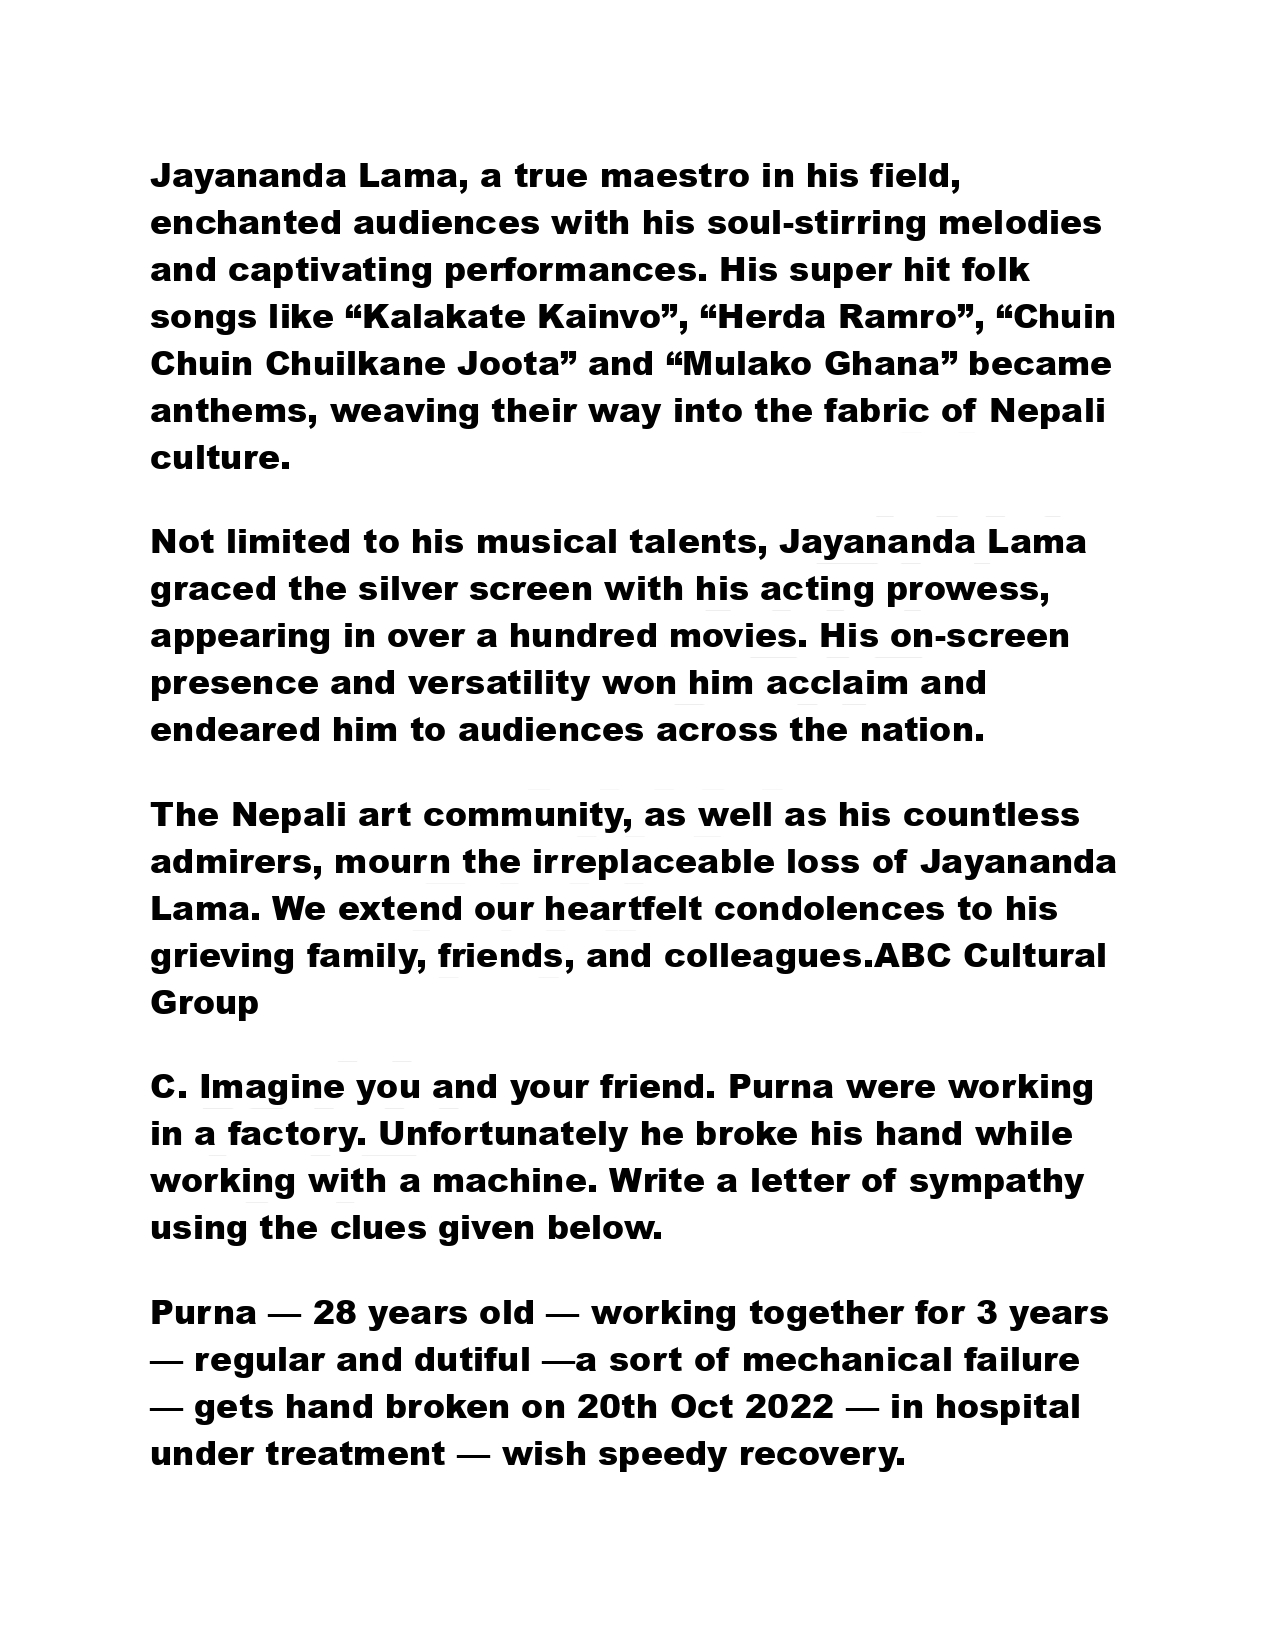 Jayananda Lama, a true maestro in his field,
enchanted audiences with his soul-stirring melodies
and captivating performances. His super hit folk
songs like “Kalakate Kainvo”, “Herda Ramro”, “Chuin
Chuin Chuilkane Joota” and “Mulako Ghana” became
anthems, weaving their way into the fabric of Nepali
culture.
Not limited to his musical talents, Jayananda Lama
graced the silver screen with his acting prowess,
appearing in over a hundred movies. His on-screen
presence and versatility won him acclaim and
endeared him to audiences across the nation.
The Nepali art community, as well as his countless
admirers, mourn the irreplaceable loss of Jayananda
Lama. We extend our heartfelt condolences to his
grieving family, friends, and colleagues.ABC Cultural
Group
C. Imagine you and your friend. Purna were working
in a factory. Unfortunately he broke his hand while
working with a machine. Write a letter of sympathy
using the clues given below.
Purna — 28 years old — working together for 3 years
— regular and dutiful —a sort of mechanical failure
— gets hand broken on 20th Oct 2022 — in hospital
under treatment — wish speedy recovery.